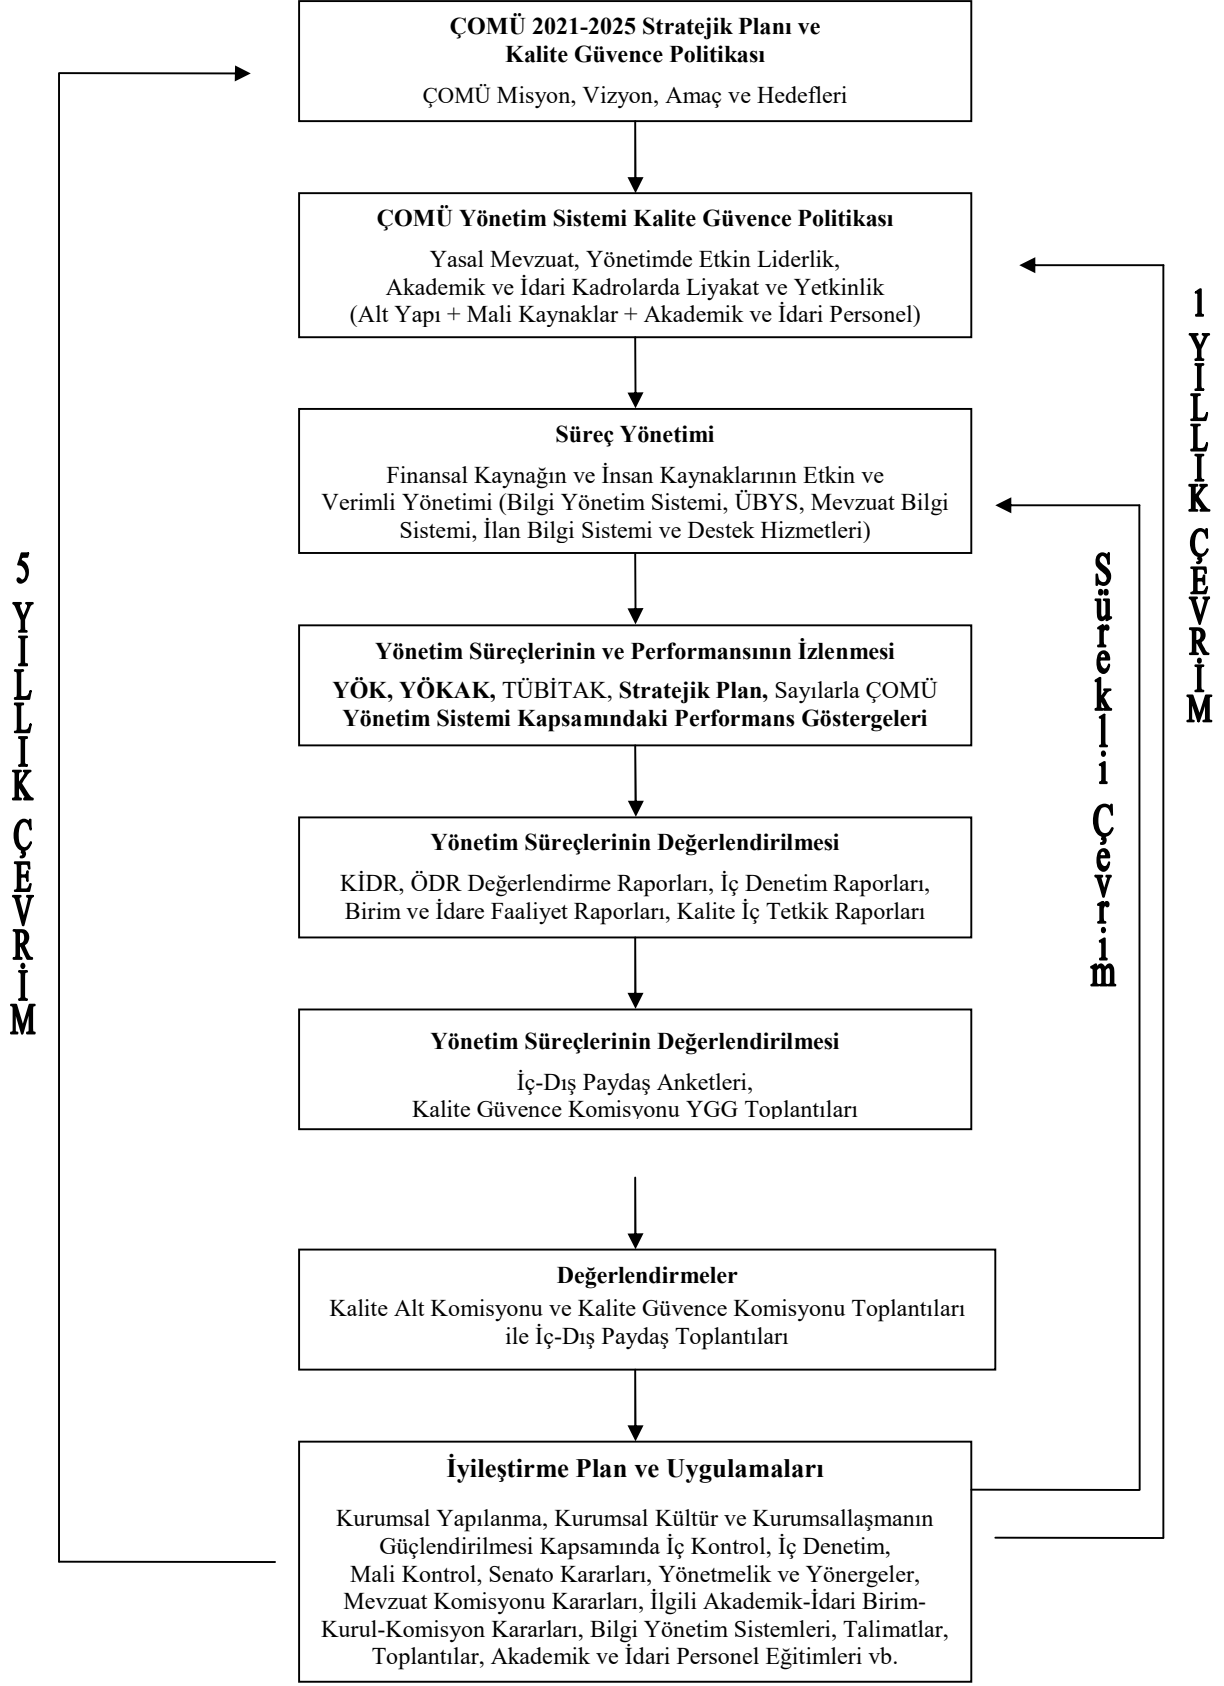 ÇOMÜ 2021-2025 Stratejik Planı ve
Kalite Güvence Politikası
ÇOMÜ Misyon, Vizyon, Amaç ve Hedefleri
ÇOMÜ Yönetim Sistemi Kalite Güvence Politikası
Yasal Mevzuat, Yönetimde Etkin Liderlik,
Akademik ve İdari Kadrolarda Liyakat ve Yetkinlik
(Alt Yapı + Mali Kaynaklar + Akademik ve İdari Personel)
Süreç Yönetimi
Finansal Kaynağın ve İnsan Kaynaklarının Etkin ve
Verimli Yönetimi (Bilgi Yönetim Sistemi, ÜBYS, Mevzuat Bilgi
Sistemi, İlan Bilgi Sistemi ve Destek Hizmetleri)
Yönetim Süreçlerinin ve Performansının İzlenmesi
YÖK, YÖKAK, TÜBİTAK, Stratejik Plan, Sayılarla ÇOMÜ
Yönetim Sistemi Kapsamındaki Performans Göstergeleri
Yönetim Süreçlerinin Değerlendirilmesi
KİDR, ÖDR Değerlendirme Raporları, İç Denetim Raporları,
Birim ve İdare Faaliyet Raporları, Kalite İç Tetkik Raporları
Yönetim Süreçlerinin Değerlendirilmesi
İç-Dış Paydaş Anketleri,
Kalite Güvence Komisyonu YGG Toplantıları
Değerlendirmeler
Kalite Alt Komisyonu ve Kalite Güvence Komisyonu Toplantıları
ile İç-Dış Paydaş Toplantıları
İyileştirme Plan ve Uygulamaları
Kurumsal Yapılanma, Kurumsal Kültür ve Kurumsallaşmanın
Güçlendirilmesi Kapsamında İç Kontrol, İç Denetim,
Mali Kontrol, Senato Kararları, Yönetmelik ve Yönergeler,
Mevzuat Komisyonu Kararları, İlgili Akademik-İdari Birim-
Kurul-Komisyon Kararları, Bilgi Yönetim Sistemleri, Talimatlar,
Toplantılar, Akademik ve İdari Personel Eğitimleri vb.
5 YILLIK ÇEVRİM
Sürekli Çevrim
1 YILLIK ÇEVRİM